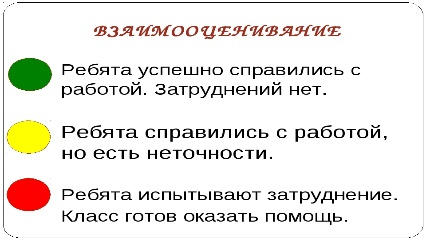 ВЗАИМООЦЕНИВАНИЕ
Ребята успешно справились с
работой. Затруднений нет.
Ребята справились с работой,
но есть неточности.
Ребята испытывают затруднение.
Класс готов оказать помощь.